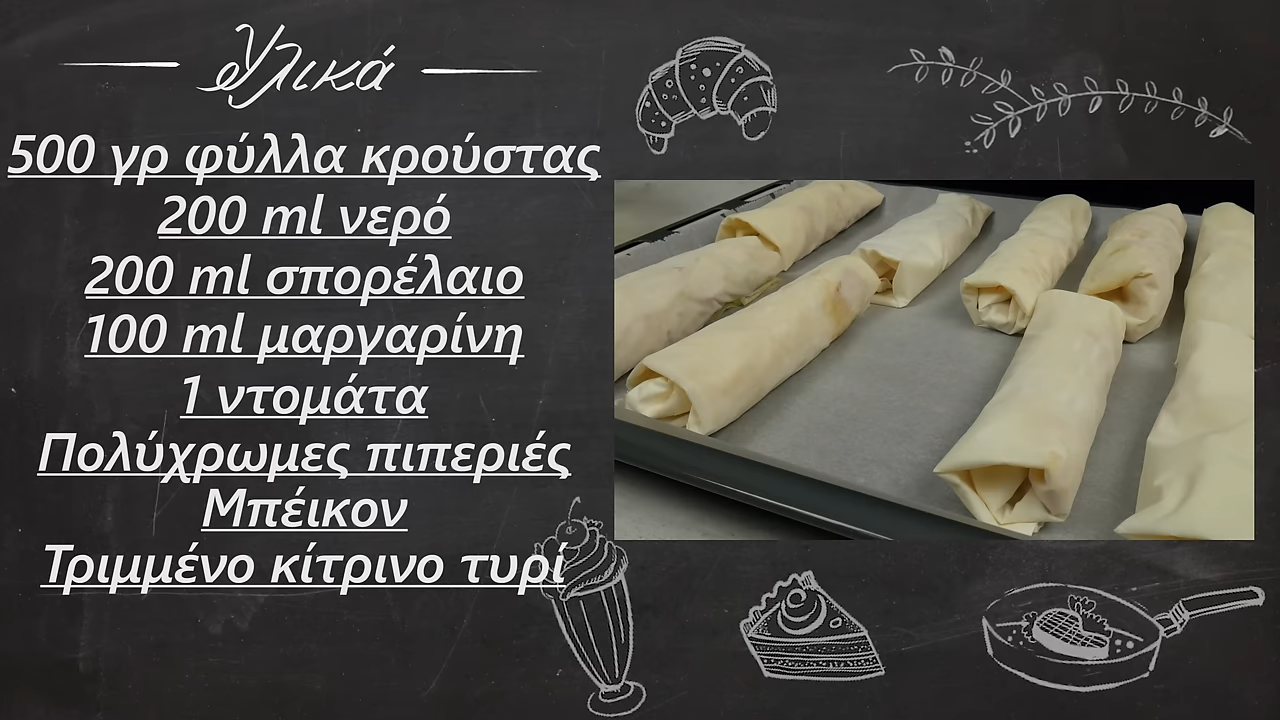 Υλικά
500 γρ φύλλα κρούστας
200 ml νερό
200 ml σπορέλαιο
100 ml μαργαρίνη
1 ντομάτα
Πολύχρωμες πιπεριές
Μπέικον
Τριμμένο κίτρινο τυρί